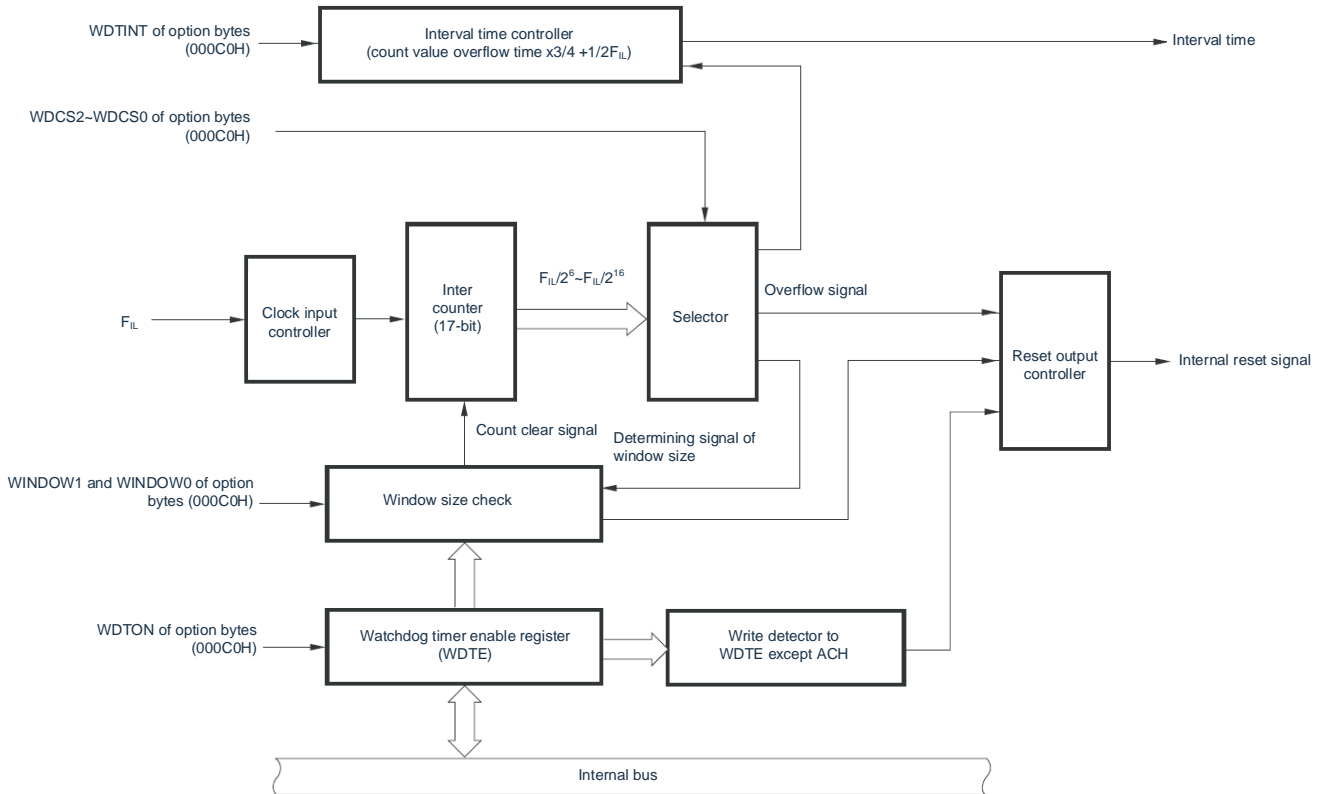 WDTINT of option bytes
(000C0H)
Interval time controller
(count value overflow time x3/4 +1/2FIL)
Interval time
WDCS2~WDCS0 of option bytes
(000C0H)
FIL
Clock input
controller
Inter
counter
(17-bit)
FIL/2^6~FIL/2^16
Selector
Overflow signal
Reset output
controller
Internal reset signal
Count clear signal
Determining signal of
window size
WINDOW1 and WINDOW0 of option
bytes (000C0H)
Window size check
WDTON of option bytes
(000C0H)
Watchdog timer enable register
(WDTE)
Write detector to
WDTE except ACH
Internal bus